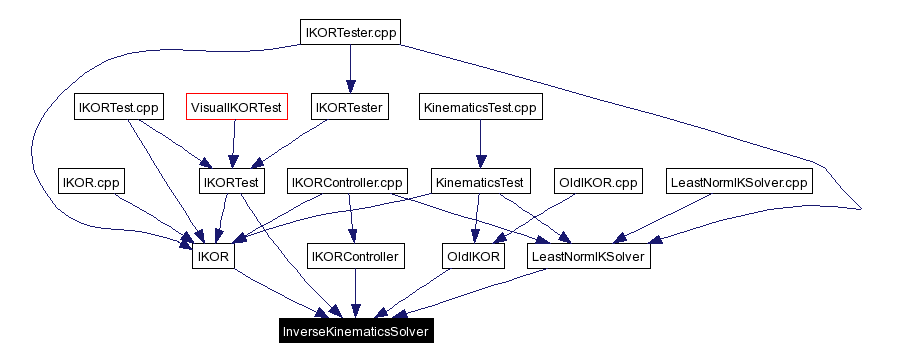 IKORTester.cpp
IKORTest.cpp
VisualIKORTest
IKORTester
KinematicsTest.cpp
IKOR.cpp
IKORTest
IKORController.cpp
KinematicsTest
OldIKOR.cpp
LeastNormIKSolver.cpp
IKOR
IKORController
OldIKOR
LeastNormIKSolver
InverseKinematicsSolver